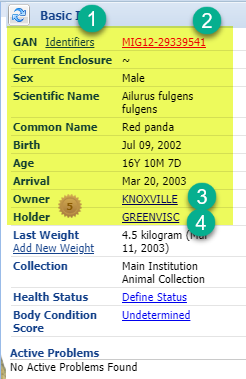 Basic I 1 2
GAN Identifiers MIG12-29339541
Current Enclosure ~
Sex Male
Scientific Name Ailurus fulgens
fulgens
Common Name Red panda
Birth Jul 09, 2002
Age 16Y 10M 7D
Arrival Mar 20, 2003
Owner KNOXVILLE 3
5
Holder GREENVISC 4
Last Weight 4.5 kilogram (Mar
Add New Weight 11, 2003)
Collection Main Institution
Animal Collection
Health Status Define Status
Body Condition Undetermined
Score
Active Problems
No Active Problems Found